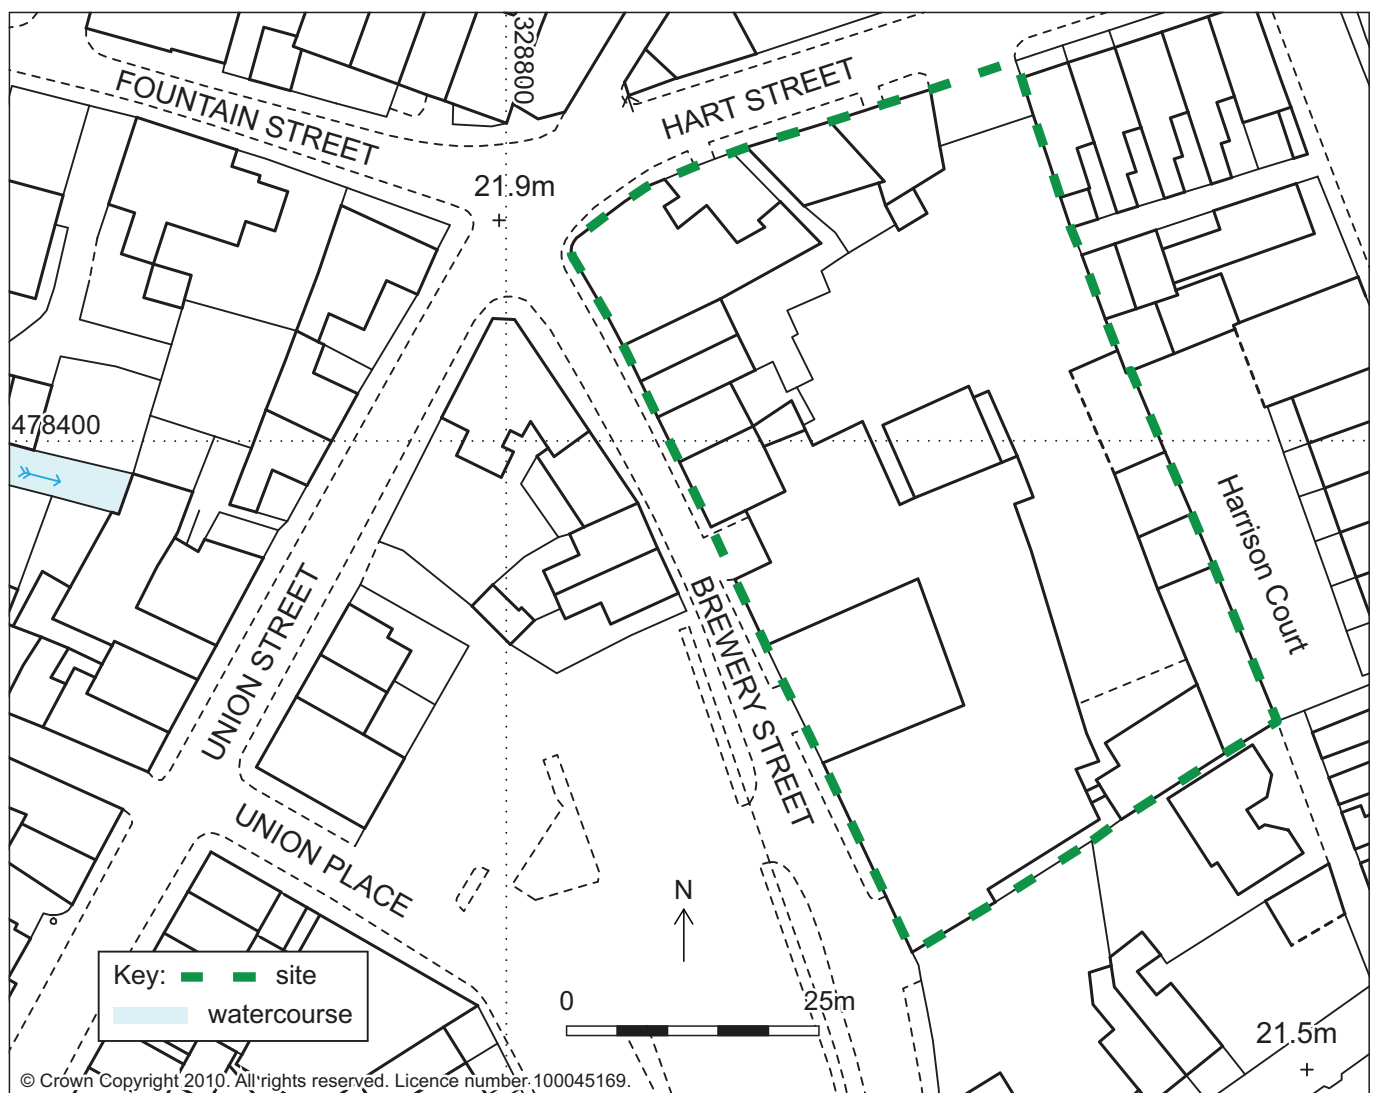 328800
FOUNTAIN STREET
HART STREET
21.9m
478400
Harrison Court
BREWERY STREET
UNION STREET
UNION PLACE
N
Key: site
watercourse
0 25m
21.5m
© Crown Copyright 2010. All rights reserved. Licence number 100045169.